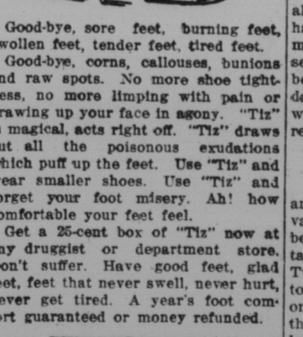 Good-bye, sore feet, burning feet,
wollen feet, tender feet, tired feet.
Good-bye, corns, callouses, bunions
nd raw spots. No more shoe tight-
ess, no more limping with pain or
rawing up your face in agony. "Tiz"
s magical, acts right off. "Tiz" draws
ut all the poisonous exudations
hich puff up the feet. Use "Tiz" and
ear smaller shoes. Use "Tiz" and
orget your foot misery. Ah! how
omfortable your feet feel.
Get a 25-cent box of "Tiz" now at
ny druggist or department store.
on't suffer. Have good feet, glad
eet, feet that never swell, never hurt,
ever get tired. A year's foot com-
ort guaranteed or money refunded.